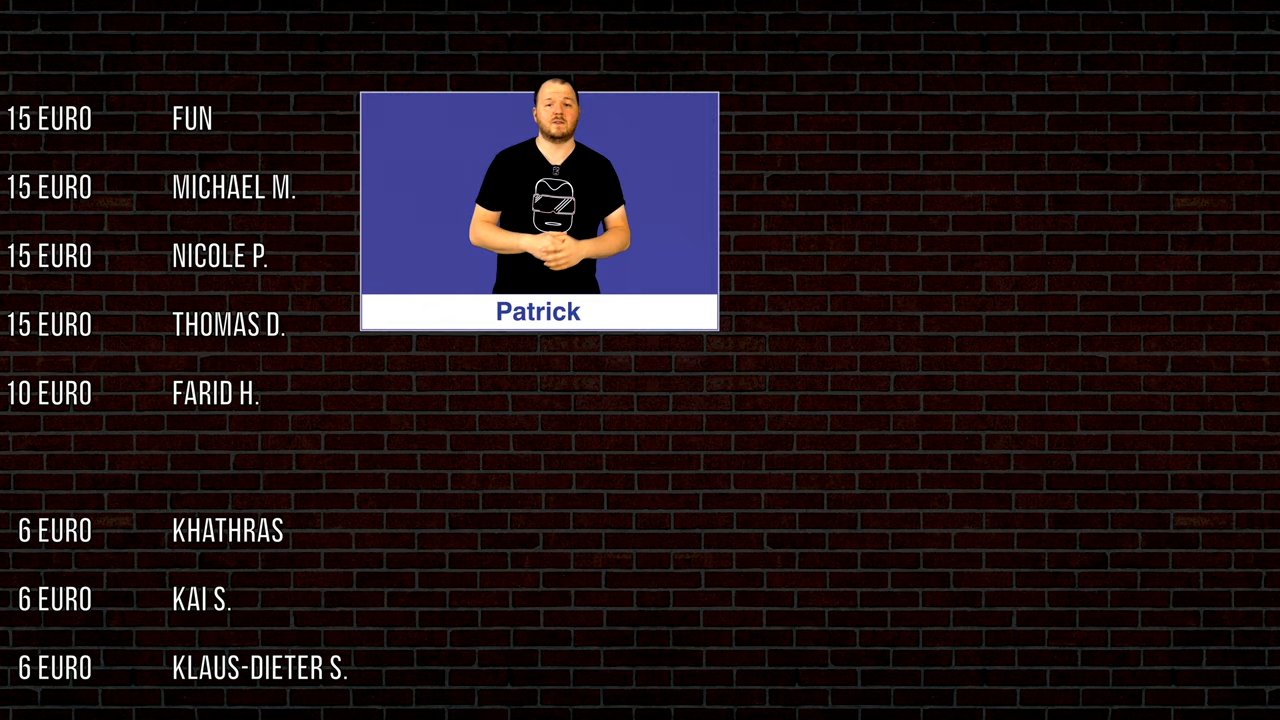 15 EURO FUN
15 EURO MICHAEL M.
15 EURO NICOLE P.
15 EURO THOMAS D.
10 EURO FARID H.
6 EURO KHATHRAS
6 EURO KAI S.
6 EURO KLAUS-DIETER S.
Patrick